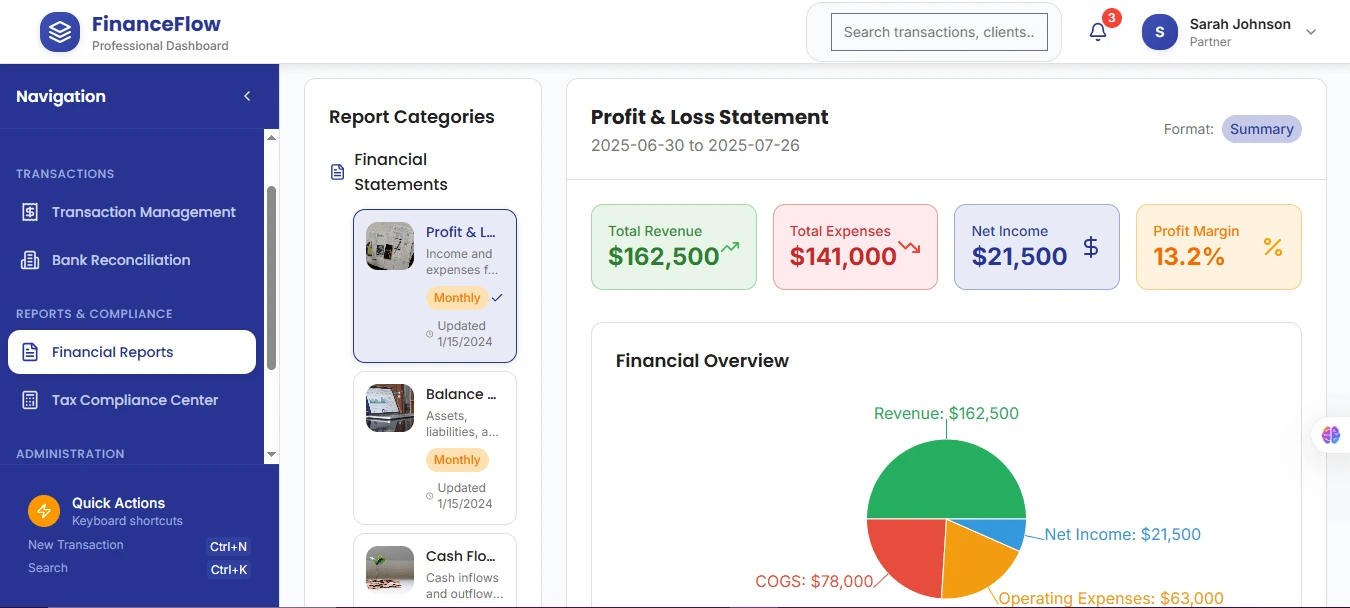 FinanceFlow
Professional Dashboard
Search transactions, clients..
3
S
Sarah Johnson
Partner
Navigation
TRANSACTIONS
Transaction Management
Bank Reconciliation
REPORTS & COMPLIANCE
Financial Reports
Tax Compliance Center
ADMINISTRATION
Quick Actions
Keyboard shortcuts
New Transaction
Ctrl+N
Search
Ctrl+K
Report Categories
Financial
Statements
Profit & L...
Income and
expenses f...
Monthly
Updated
1/15/2024
Balance ...
Assets,
liabilities, a...
Monthly
Updated
1/15/2024
Cash Flo...
Cash inflows
and outflow...
Profit & Loss Statement
2025-06-30 to 2025-07-26
Format:
Summary
Total Revenue
$162,500
Total Expenses
$141,000
Net Income
$21,500
$
Profit Margin
13.2%
%
Financial Overview
Revenue: $162,500
Net Income: $21,500
COGS: $78,000
Operating Expenses: $63,000